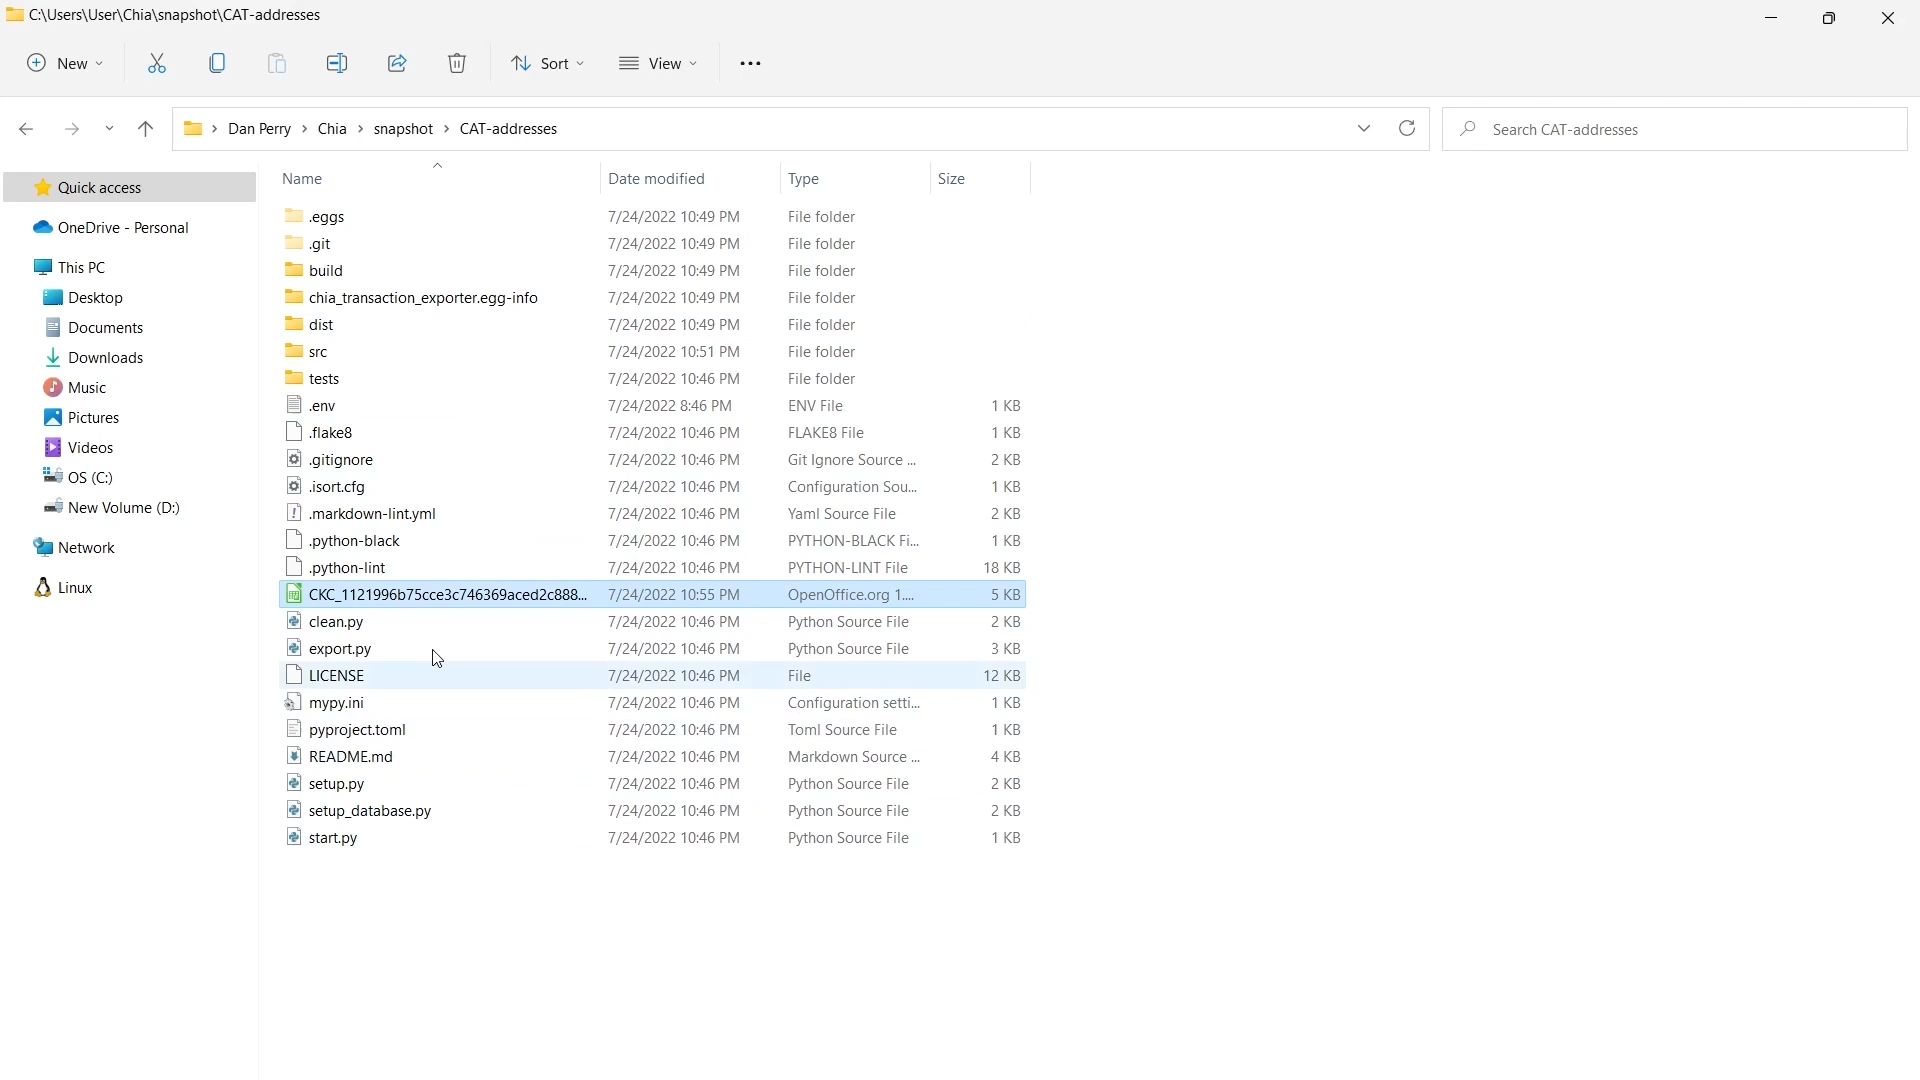 C:\Users\User\Chia\snapshot\CAT-addresses
New
Sort
View
Dan Perry > Chia > snapshot > CAT-addresses
Search CAT-addresses
Quick access
OneDrive - Personal
This PC
Desktop
Documents
Downloads
Music
Pictures
Videos
OS (C:)
New Volume (D:)
Network
Linux
Name Date modified Type Size
.eggs 7/24/2022 10:49 PM File folder
.git 7/24/2022 10:49 PM File folder
build 7/24/2022 10:49 PM File folder
chia_transaction_exporter.egg-info 7/24/2022 10:49 PM File folder
dist 7/24/2022 10:49 PM File folder
src 7/24/2022 10:51 PM File folder
tests 7/24/2022 10:46 PM File folder
.env 7/24/2022 8:46 PM ENV File 1 KB
.flake8 7/24/2022 10:46 PM FLAKE8 File 1 KB
.gitignore 7/24/2022 10:46 PM Git Ignore Source ... 2 KB
.isort.cfg 7/24/2022 10:46 PM Configuration Sou... 1 KB
.markdown-lint.yml 7/24/2022 10:46 PM Yaml Source File 2 KB
.python-black 7/24/2022 10:46 PM PYTHON-BLACK Fi... 1 KB
.python-lint 7/24/2022 10:46 PM PYTHON-LINT File 18 KB
CKC_1121996b75cce3c746369aced2c888... 7/24/2022 10:55 PM OpenOffice.org 1.... 5 KB
clean.py 7/24/2022 10:46 PM Python Source File 2 KB
export.py 7/24/2022 10:46 PM Python Source File 3 KB
LICENSE 7/24/2022 10:46 PM File 12 KB
mypy.ini 7/24/2022 10:46 PM Configuration setti... 1 KB
pyproject.toml 7/24/2022 10:46 PM Toml Source File 1 KB
README.md 7/24/2022 10:46 PM Markdown Source ... 4 KB
setup.py 7/24/2022 10:46 PM Python Source File 2 KB
setup_database.py 7/24/2022 10:46 PM Python Source File 2 KB
start.py 7/24/2022 10:46 PM Python Source File 1 KB